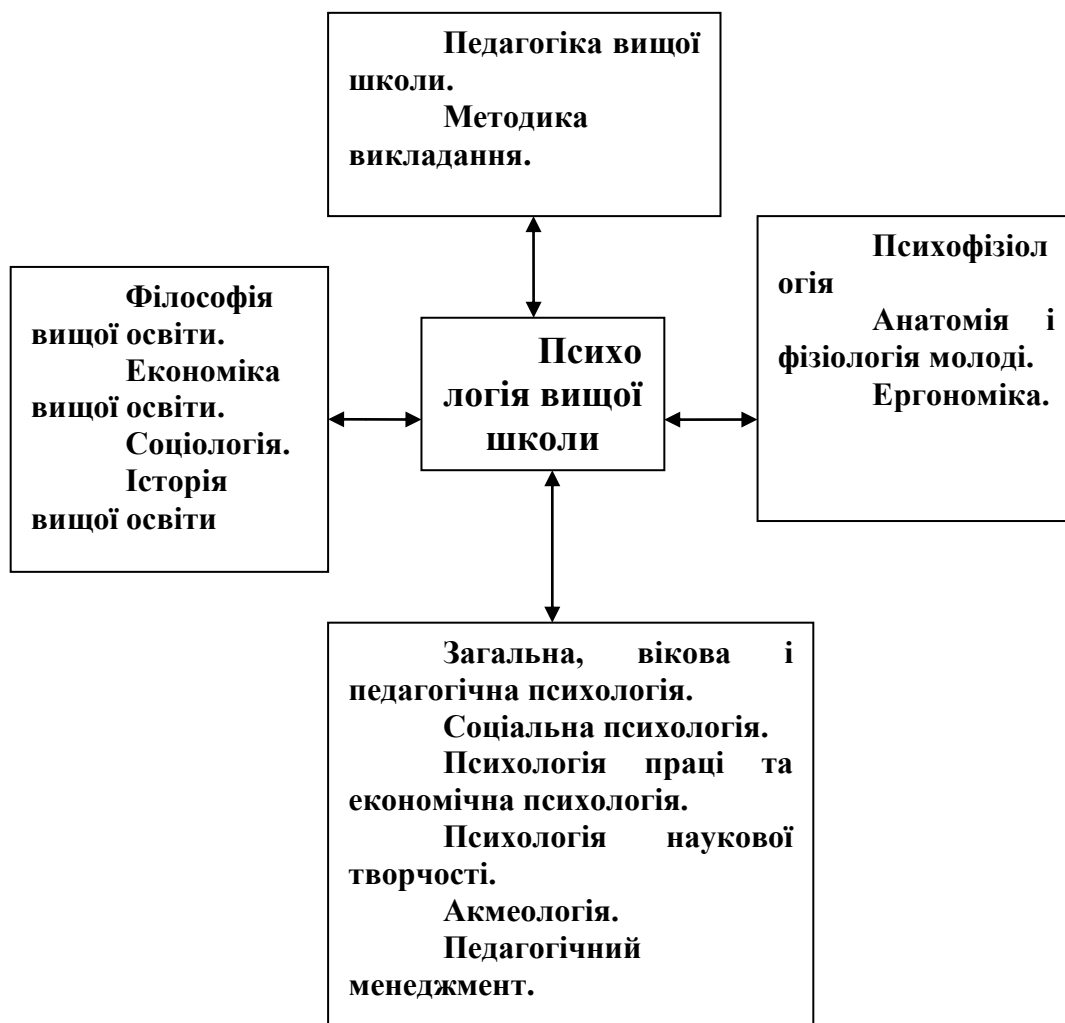 Педагогіка вищої
школи.
Методика
викладання.
Філософія
вищої освіти.
Економіка
вищої освіти.
Соціологія.
Історія
вищої освіти
Психо
логія вищої
школи
Психофізіол
огія
Анатомія і
фізіологія молоді.
Ергономіка.
Загальна, вікова і
педагогічна психологія.
Соціальна психологія.
Психологія праці та
економічна психологія.
Психологія наукової
творчості.
Акмеологія.
Педагогічний
менеджмент.